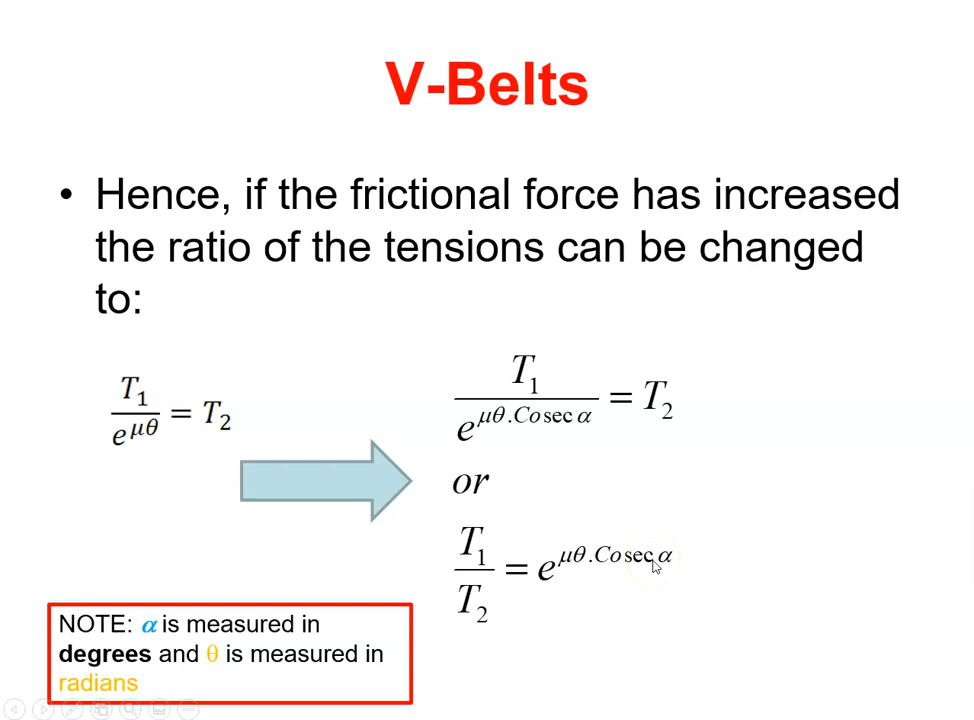 V-Belts
• Hence, if the frictional force has increased
the ratio of the tensions can be changed
to:
T₁ / e^{μθ} = T₂
T₁ / e^{μθ.Cosec α} = T₂
or
T₁ / T₂ = e^{μθ.Cosec α}
NOTE: α is measured in
degrees and θ is measured in
radians